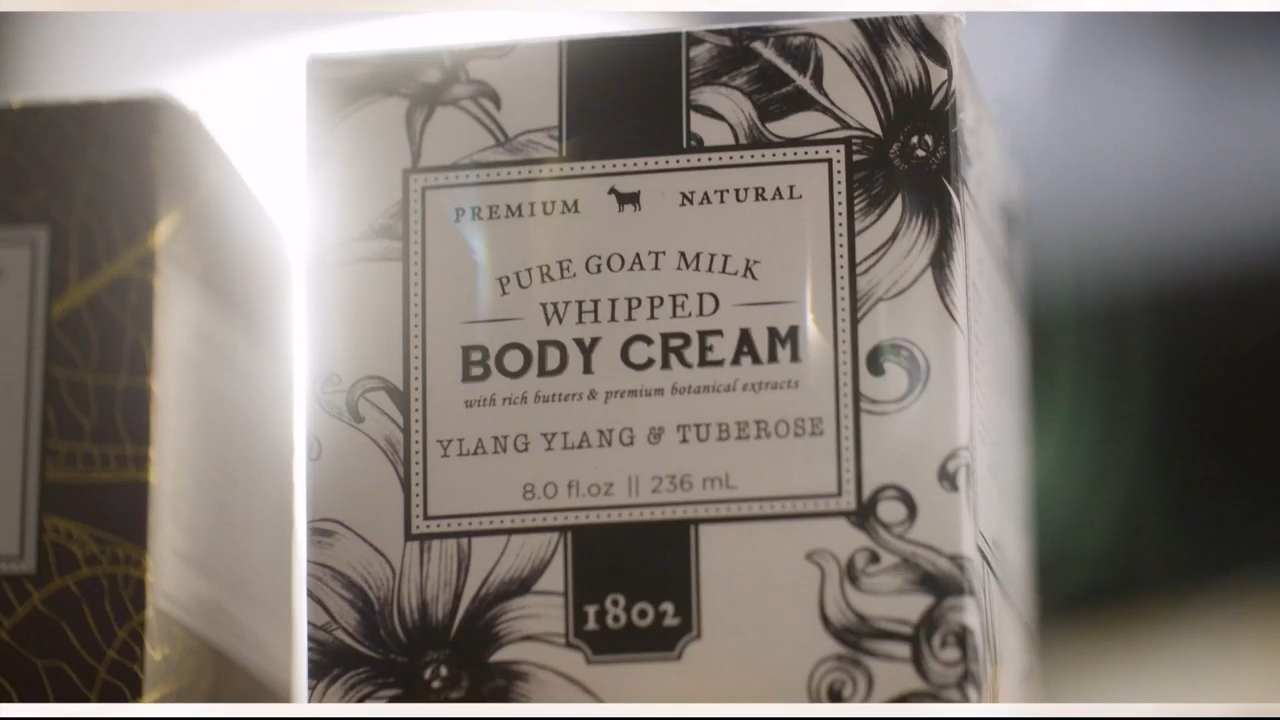 PREMIUM NATURAL
PURE GOAT MILK
WHIPPED
BODY CREAM
with rich butters & premium botanical extracts
YLANG YLANG & TUBEROSE
8.0 fl.oz || 236 mL
1802